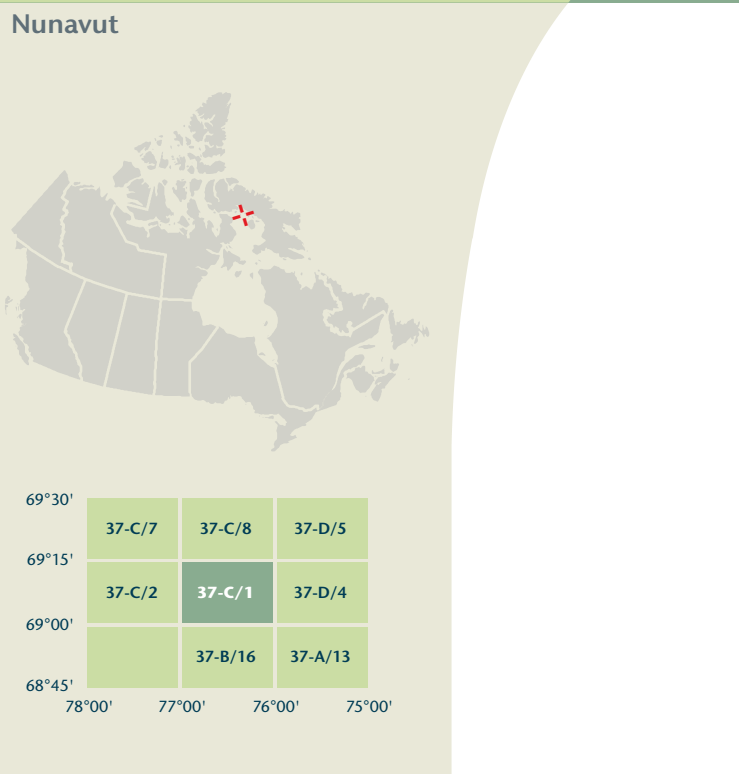 Nunavut
69°30'
37-C/7 37-C/8 37-D/5
69°15'
37-C/2 37-C/1 37-D/4
69°00'
37-B/16 37-A/13
68°45'
78°00' 77°00' 76°00' 75°00'